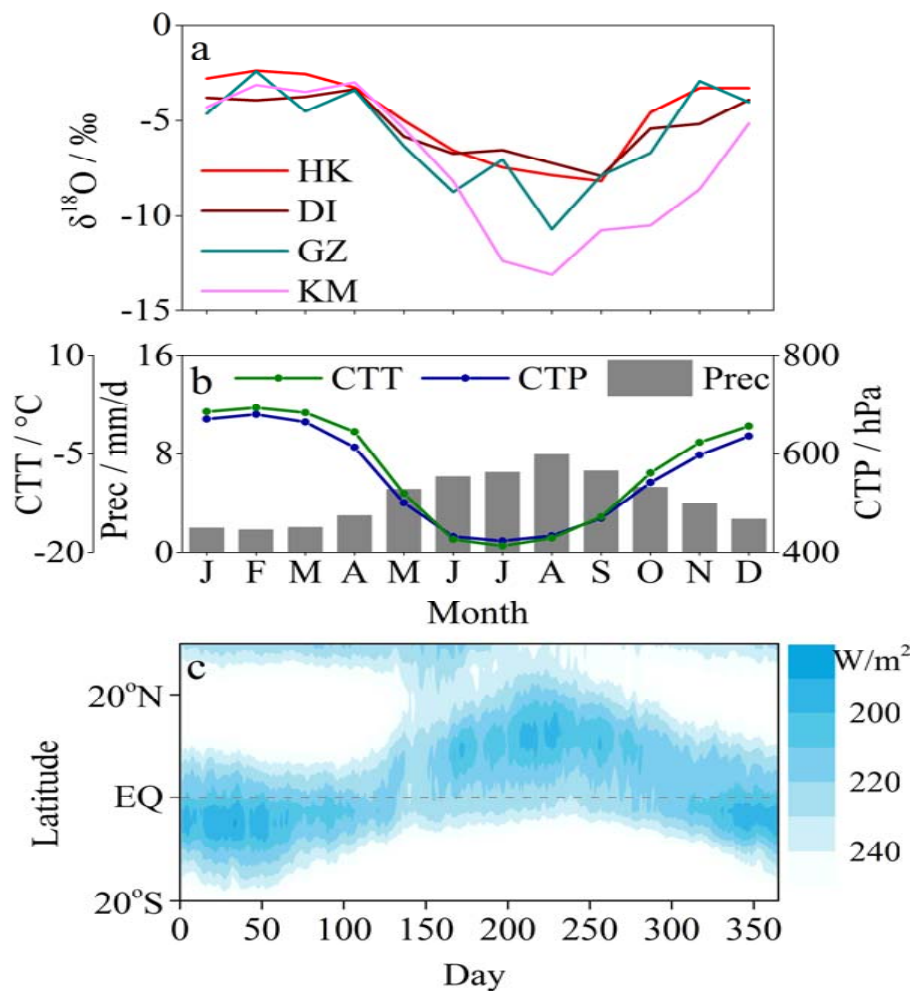 0
a
-5
δ¹⁸O / ‰
HK
DI
-10
GZ
KM
-15
10 16 800
b CTT CTP Prec
CTT / °C Prec / mm/d CTP / hPa
-5 8 600
-20 0 400
J F M A M J J A S O N D
Month
c W/m²
20°N 200
Latitude
EQ 220
240
20°S
0 50 100 150 200 250 300 350
Day